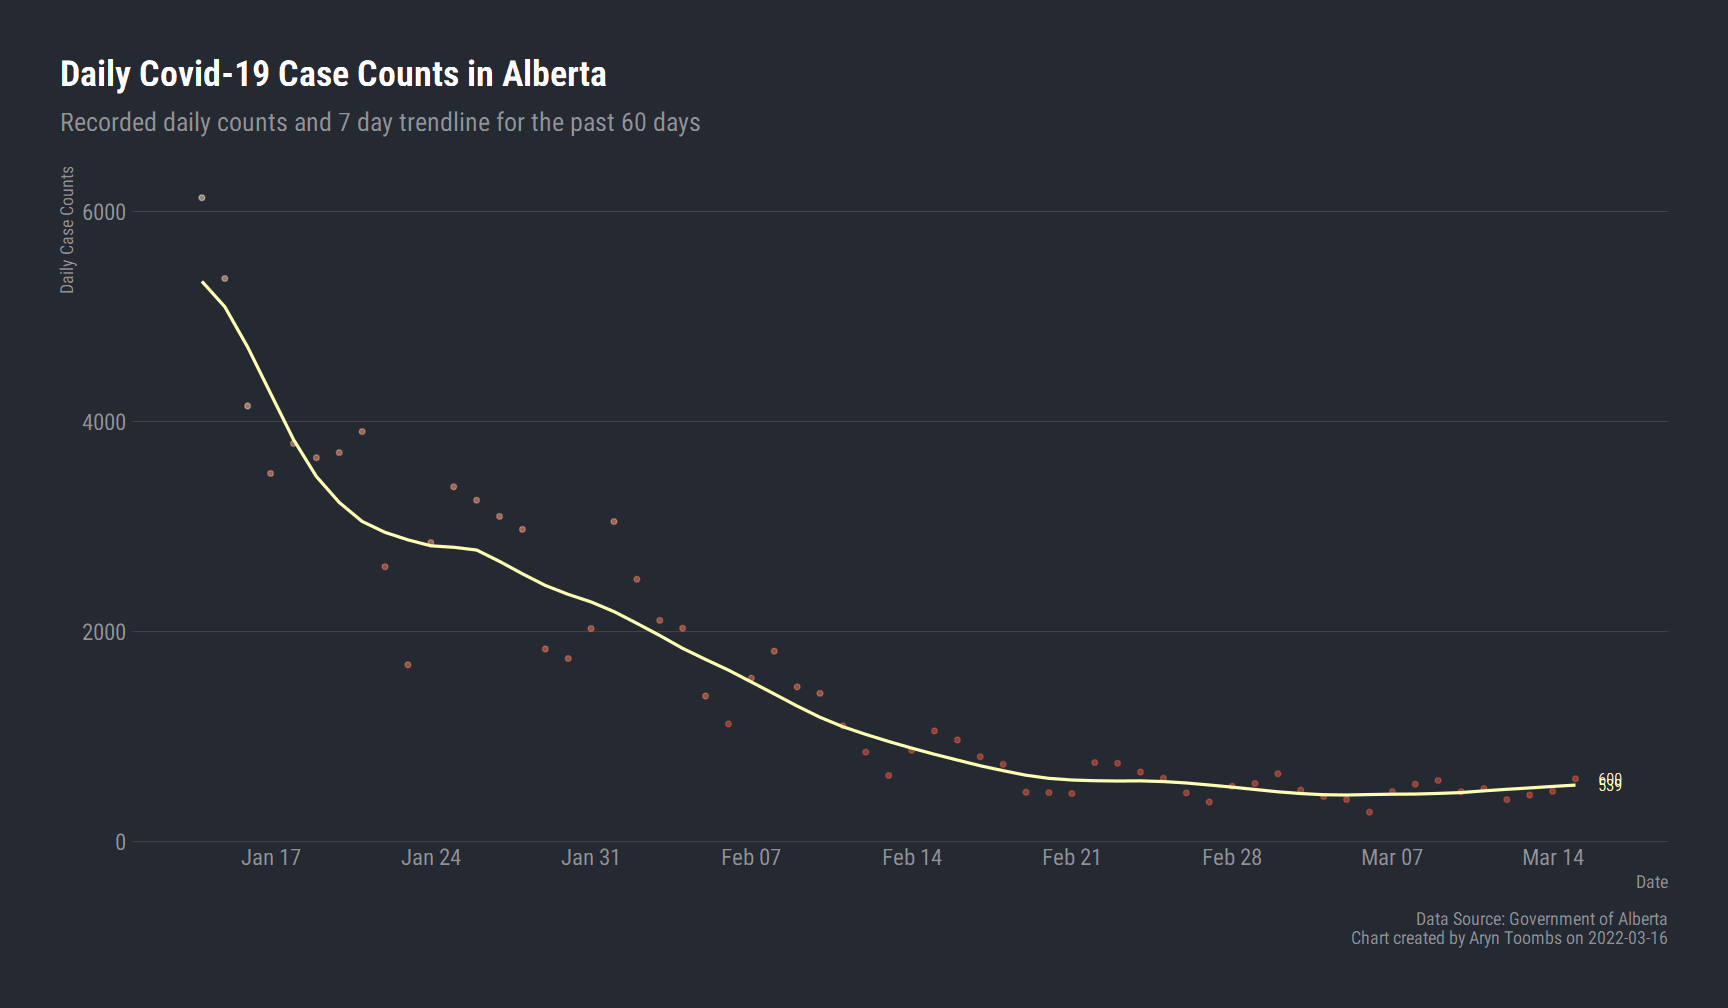 Daily Covid-19 Case Counts in Alberta
Recorded daily counts and 7 day trendline for the past 60 days
Daily Case Counts
6000
4000
2000
0
600
539
Jan 17 Jan 24 Jan 31 Feb 07 Feb 14 Feb 21 Feb 28 Mar 07 Mar 14
Date
Data Source: Government of Alberta
Chart created by Aryn Toombs on 2022-03-16